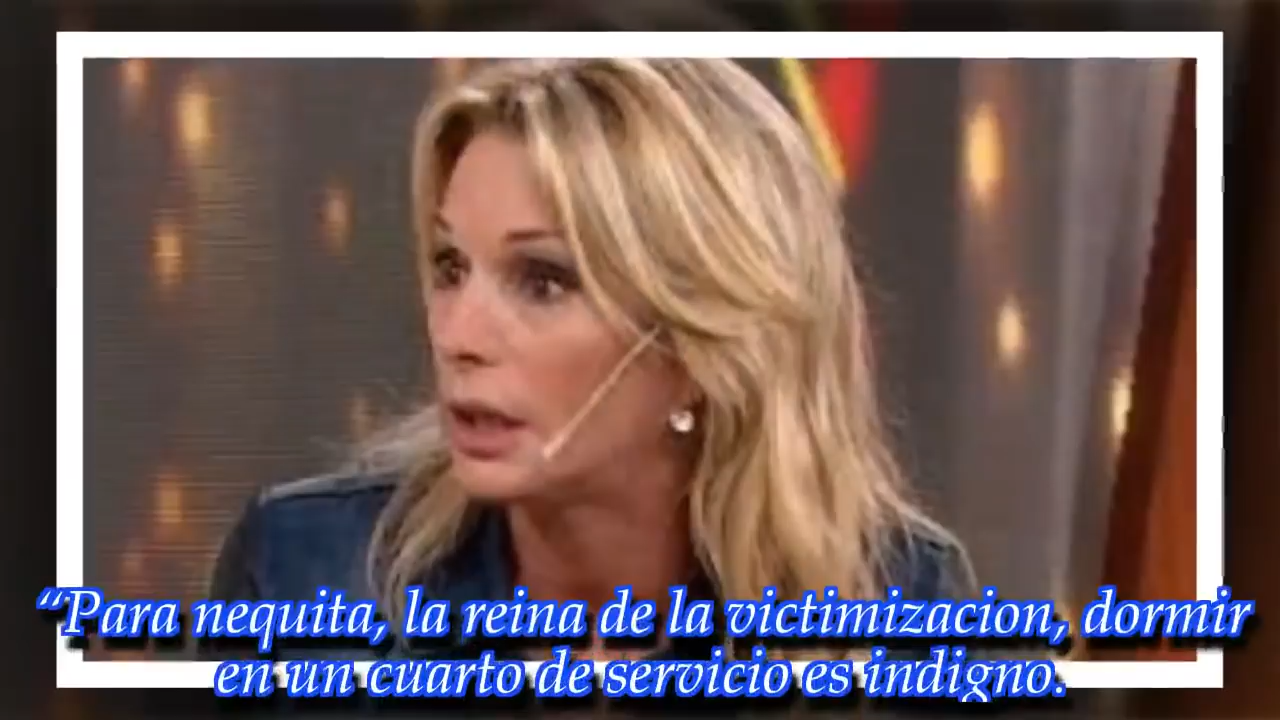 “Para nequita, la reina de la victimizacion, dormir
en un cuarto de servicio es indigno.